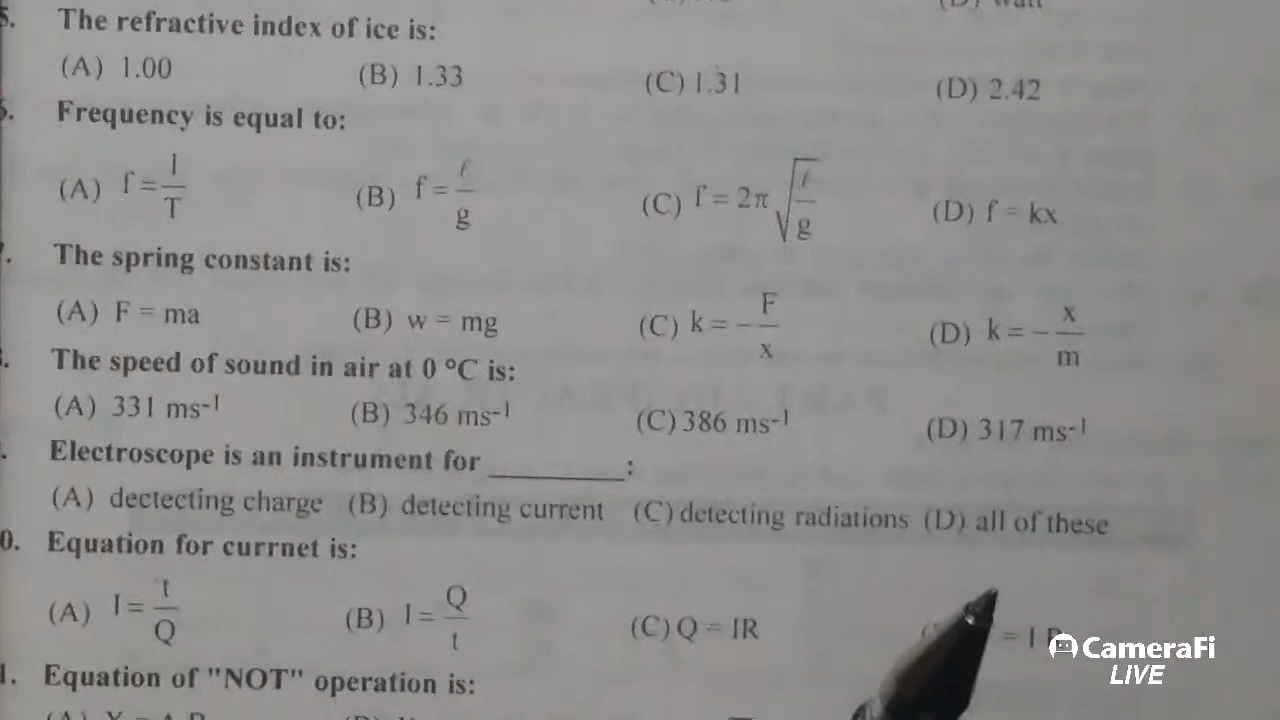 (D) watt
5. The refractive index of ice is:
(A) 1.00 (B) 1.33 (C) 1.31 (D) 2.42
6. Frequency is equal to:
(A) f = 1/T (B) f = ℓ/g (C) f = 2π √(ℓ/g) (D) f = kx
7. The spring constant is:
(A) F = ma (B) w = mg (C) k = − F/x (D) k = − x/m
The speed of sound in air at 0 °C is:
(A) 331 ms⁻¹ (B) 346 ms⁻¹ (C) 386 ms⁻¹ (D) 317 ms⁻¹
Electroscope is an instrument for ________:
(A) dectecting charge (B) detecting current (C) detecting radiations (D) all of these
0. Equation for currnet is:
(A) I = t/Q (B) I = Q/t (C) Q = IR = I
CameraFi
LIVE
1. Equation of "NOT" operation is: